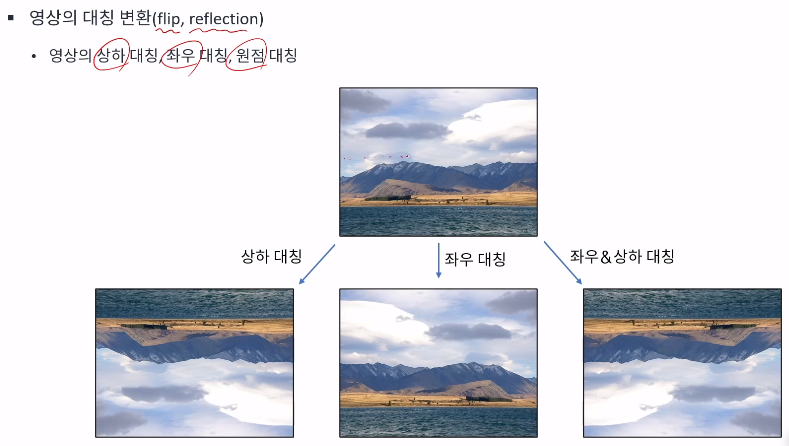 ▪ 영상의 대칭 변환(flip, reflection)
• 영상의 상하 대칭, 좌우 대칭, 원점 대칭
상하 대칭
좌우 대칭
좌우&상하 대칭